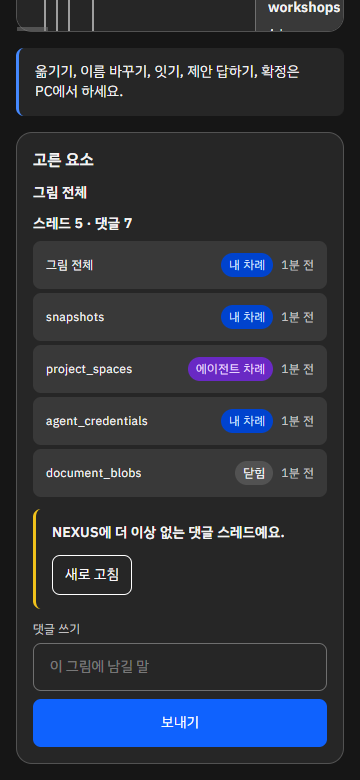 workshops
옮기기, 이름 바꾸기, 잇기, 제안 답하기, 확정은
PC에서 하세요.
고른 요소
그림 전체
스레드 5 · 댓글 7
그림 전체 내 차례 1분 전
snapshots 내 차례 1분 전
project_spaces 에이전트 차례 1분 전
agent_credentials 내 차례 1분 전
document_blobs 닫힘 1분 전
NEXUS에 더 이상 없는 댓글 스레드예요.
새로 고침
댓글 쓰기
이 그림에 남길 말
보내기